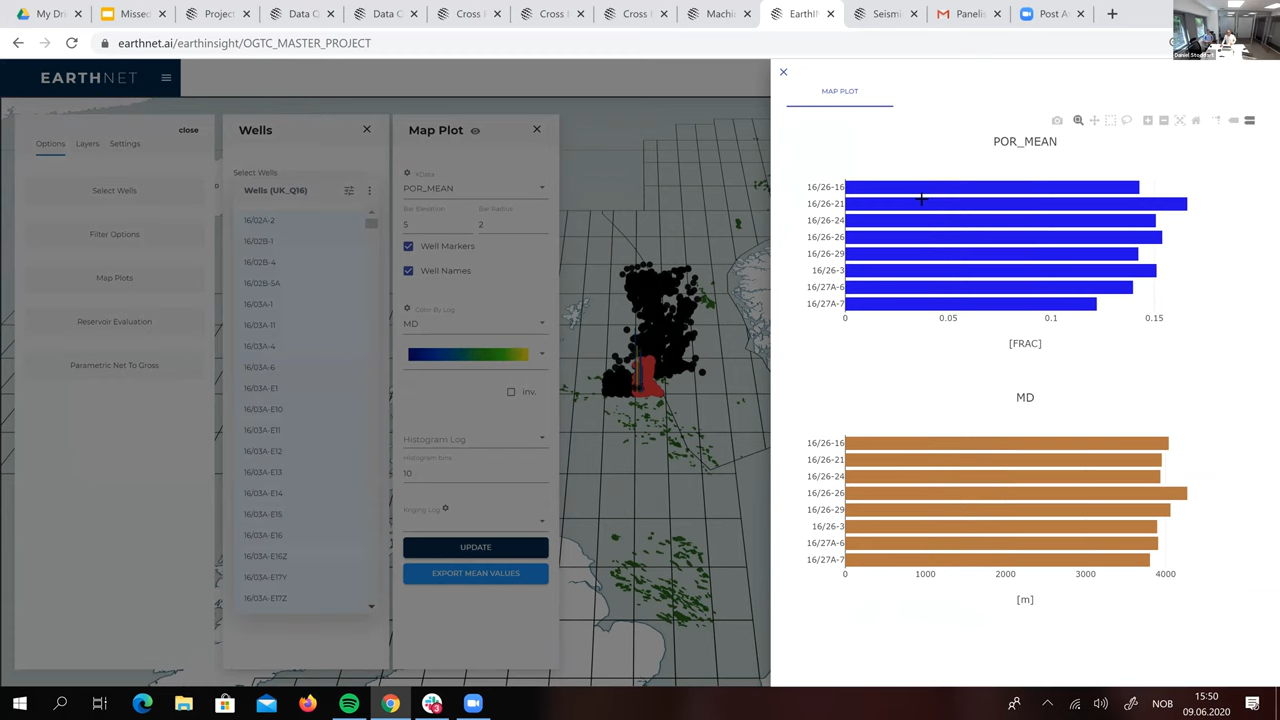 My Dr
Missec
Project
Data C
Data C
Cross I
Cross I
Cross I
Machi
EarthN
Seismi
Panelis
Post A
earthnet.ai/earthinsight/OGTC_MASTER_PROJECT
Daniel
EARTHNET
close
Options
Layers
Settings
Select Wells
Filter Options
Map Plots
Reservoir Evaluation
Parametric Net To Gross
Wells
Select Wells
Wells (UK_Q16)
16/02A-2
16/02B-1
16/02B-4
16/02B-5A
16/03A-1
16/03A-11
16/03A-4
16/03A-6
16/03A-E1
16/03A-E10
16/03A-E11
16/03A-E12
16/03A-E13
16/03A-E14
16/03A-E15
16/03A-E16
16/03A-E16Z
16/03A-E17Y
16/03A-E17Z
Map Plot
XData
POR_MEAN
Bar Elevation
Bar Radius
5
2
Well Markers
Well Names
Color By Log
MD
inv.
Histogram Log
Histogram bins
10
Kriging Log
UPDATE
EXPORT MEAN VALUES
MAP PLOT
POR_MEAN
16/26-16
16/26-21
16/26-24
16/26-26
16/26-29
16/26-3
16/27A-6
16/27A-7
0 0.05 0.1 0.15
[FRAC]
MD
16/26-16
16/26-21
16/26-24
16/26-26
16/26-29
16/26-3
16/27A-6
16/27A-7
0 1000 2000 3000 4000
[m]
NOB
15:50
09.06.2020